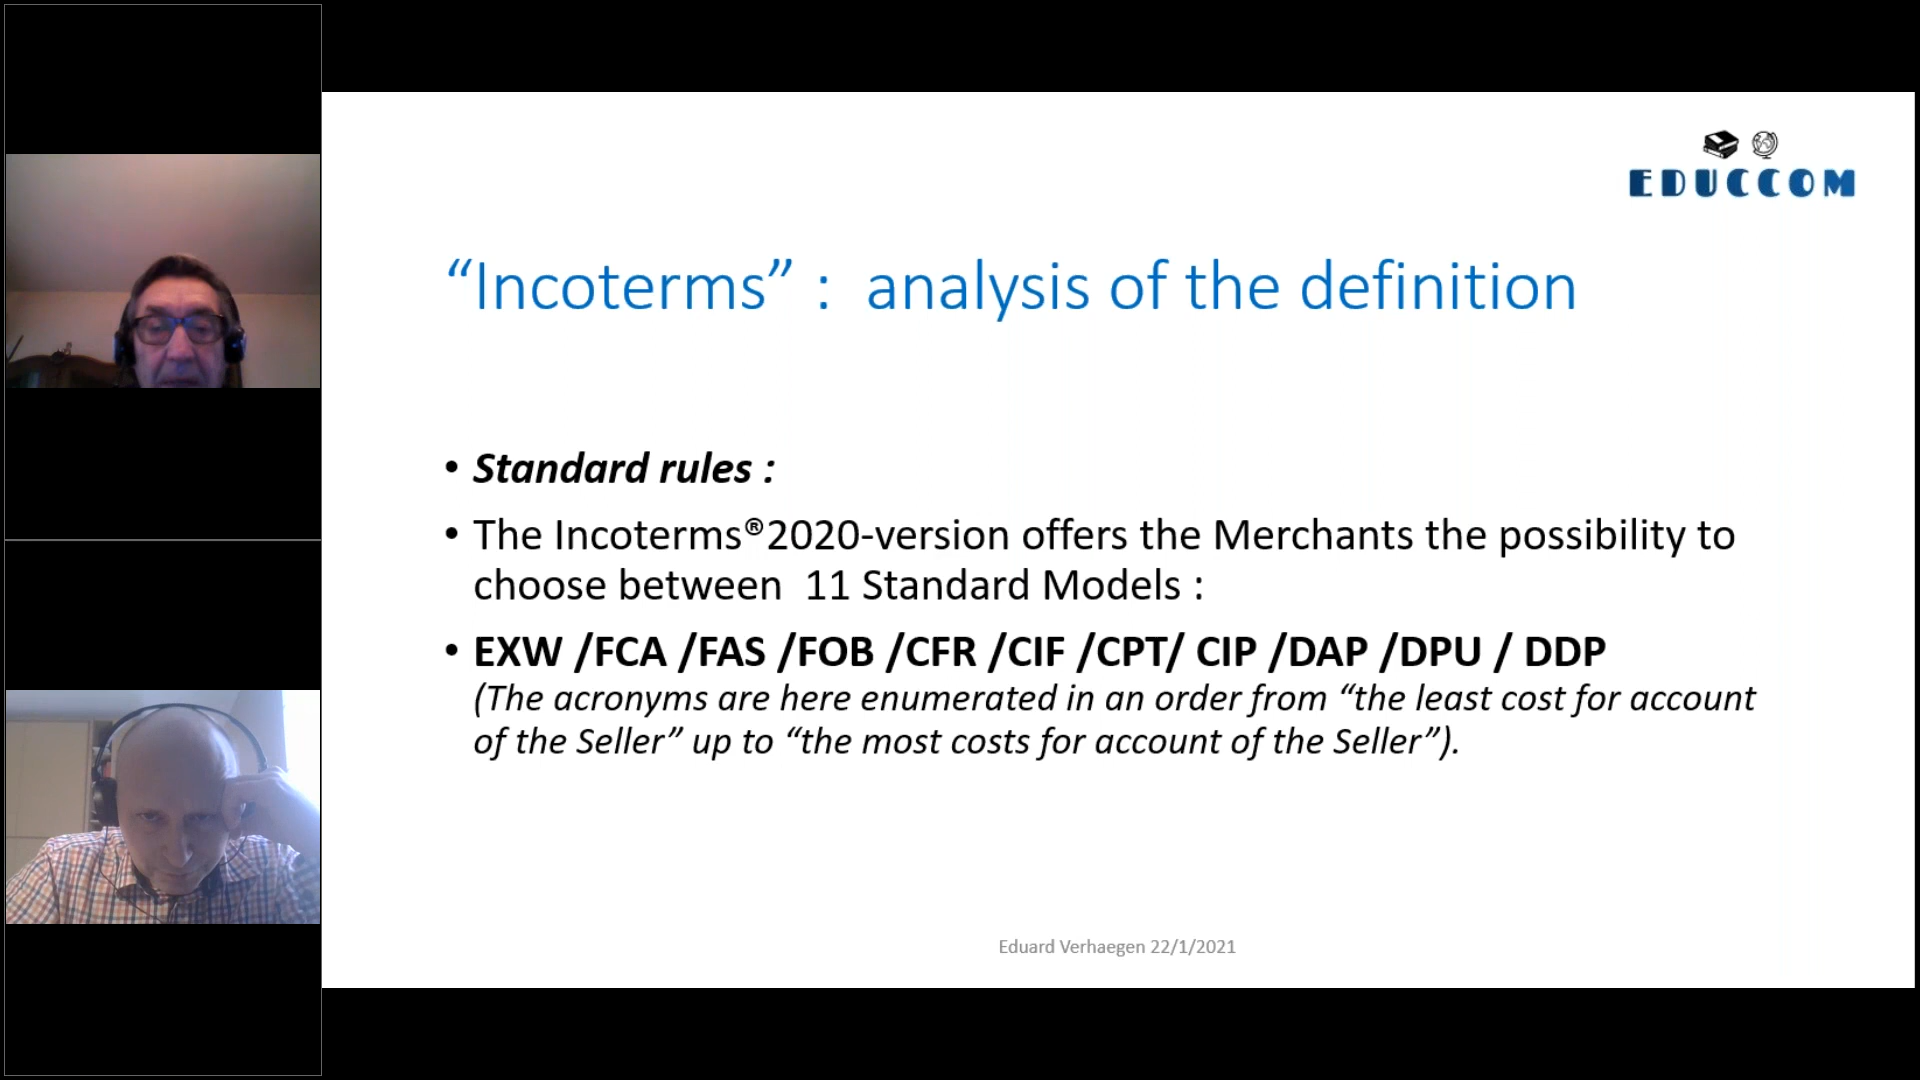 EDUCCOM
“Incoterms” :  analysis of the definition
• Standard rules :
• The Incoterms®2020-version offers the Merchants the possibility to
choose between  11 Standard Models :
• EXW /FCA /FAS /FOB /CFR /CIF /CPT/ CIP /DAP /DPU / DDP
(The acronyms are here enumerated in an order from “the least cost for account
of the Seller” up to “the most costs for account of the Seller”).
Eduard Verhaegen 22/1/2021